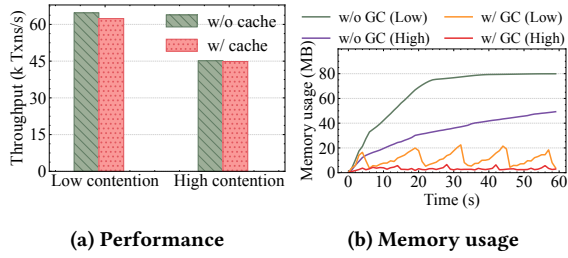 Throughput (k Txns/s)
60
45
30
15
0
w/o cache
w/ cache
Low contention High contention
(a) Performance
w/o GC (Low) w/ GC (Low)
w/o GC (High) w/ GC (High)
Memory usage (MB)
80
60
40
20
0
0 10 20 30 40 50 60
Time (s)
(b) Memory usage